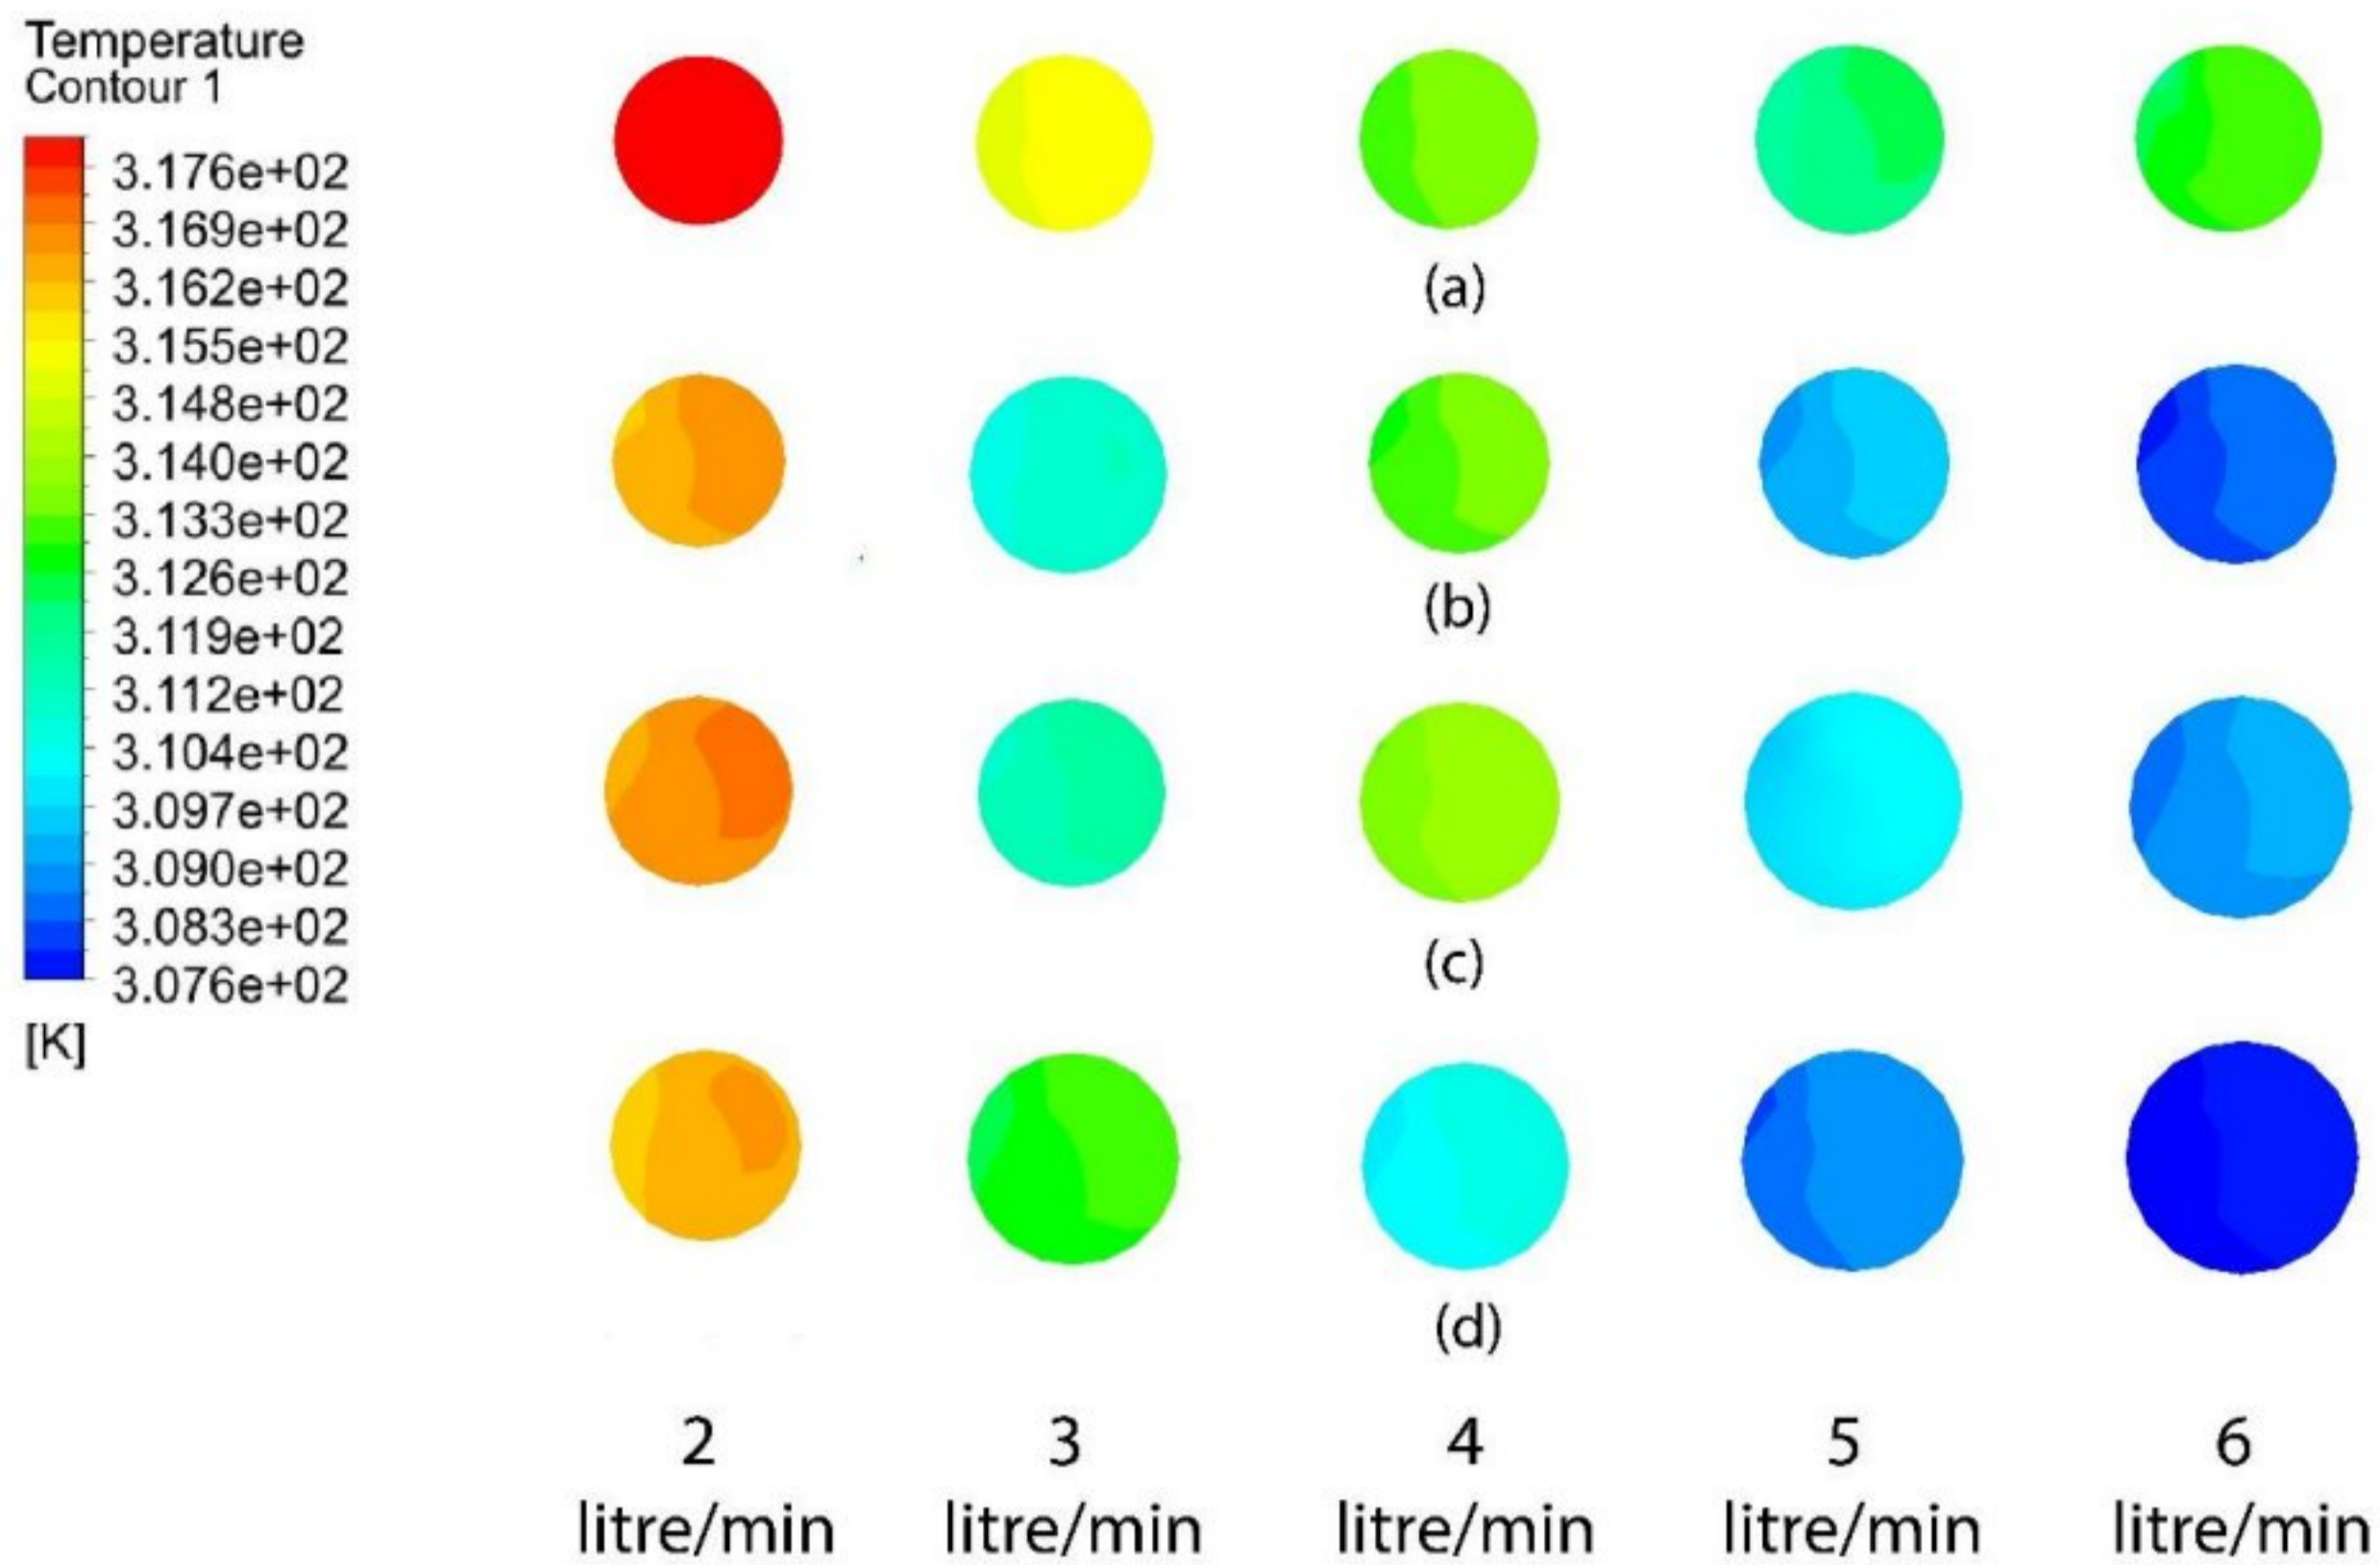 Temperature
Contour 1
3.176e+02
3.169e+02
3.162e+02
3.155e+02
3.148e+02
3.140e+02
3.133e+02
3.126e+02
3.119e+02
3.112e+02
3.104e+02
3.097e+02
3.090e+02
3.083e+02
3.076e+02
[K]
(a)
(b)
(c)
(d)
2 3 4 5 6
litre/min litre/min litre/min litre/min litre/min